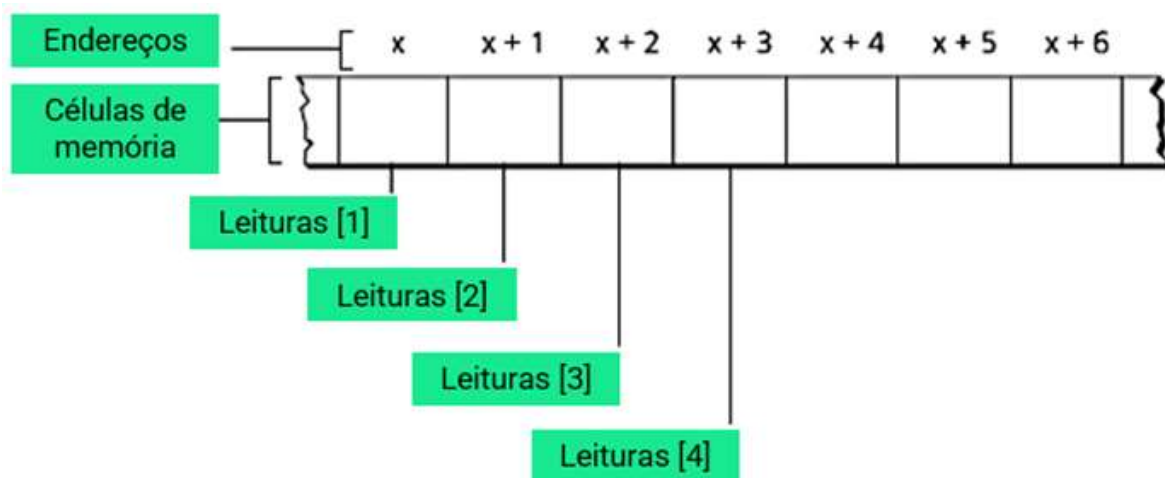 Endereços
x x + 1 x + 2 x + 3 x + 4 x + 5 x + 6
Células de
memória
Leituras [1]
Leituras [2]
Leituras [3]
Leituras [4]